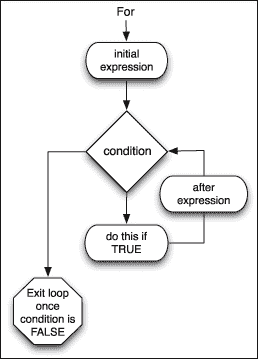 For
initial
expression
condition
after
expression
do this if
TRUE
Exit loop
once
condition is
FALSE